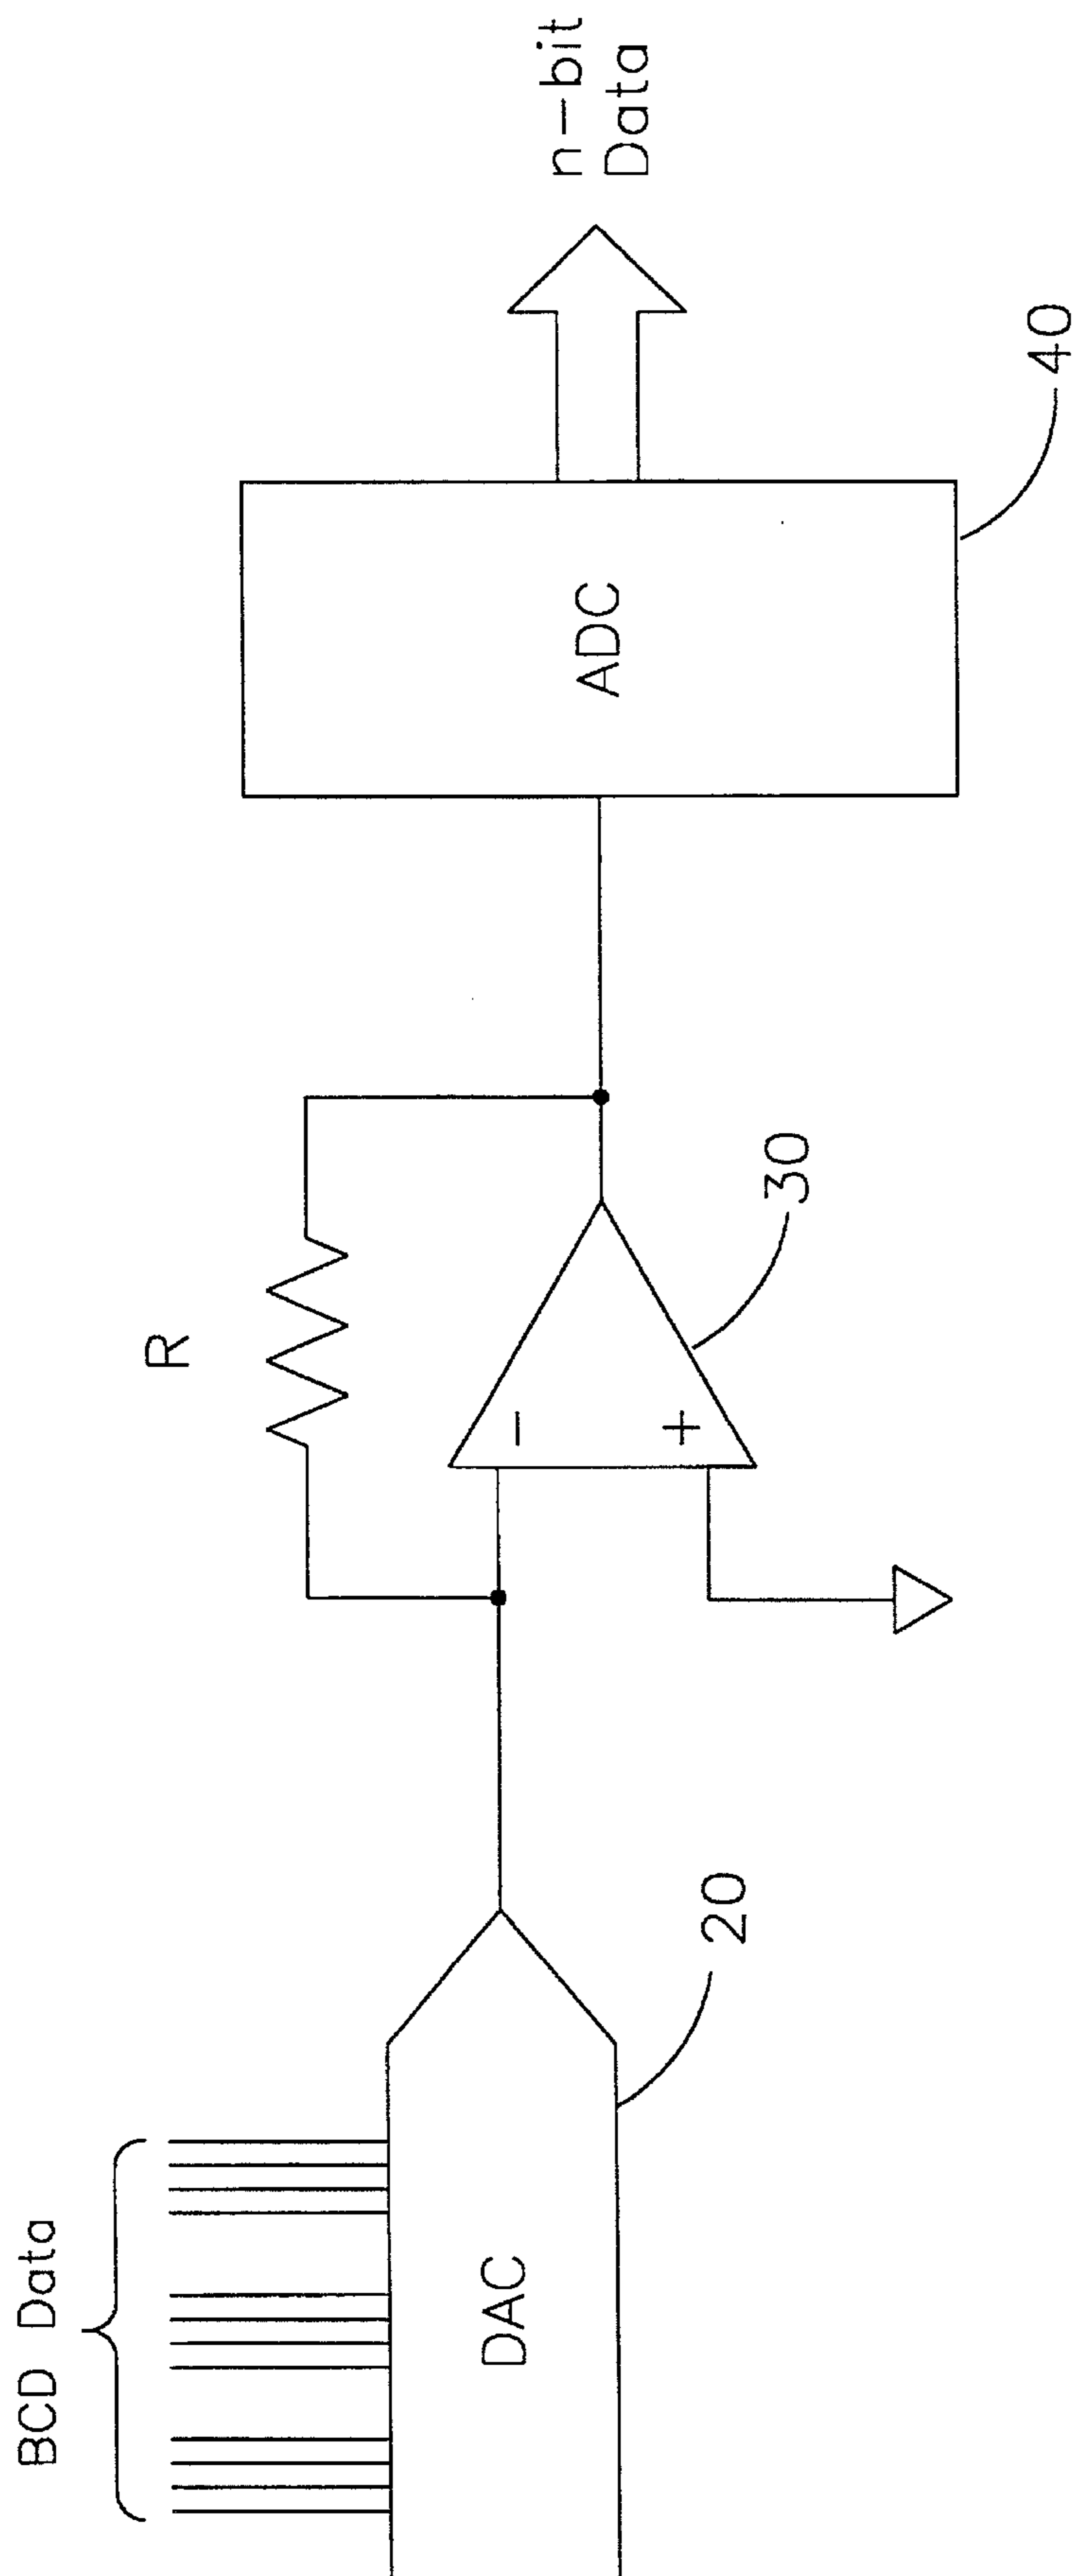 BCD Data
DAC
20
R
−
+
30
ADC
40
n-bit
Data